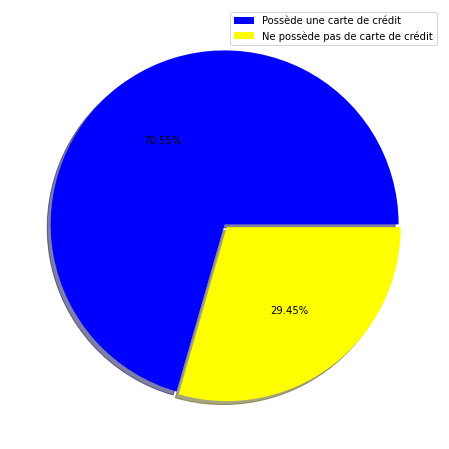 Possède une carte de crédit
Ne possède pas de carte de crédit
70.55%
29.45%